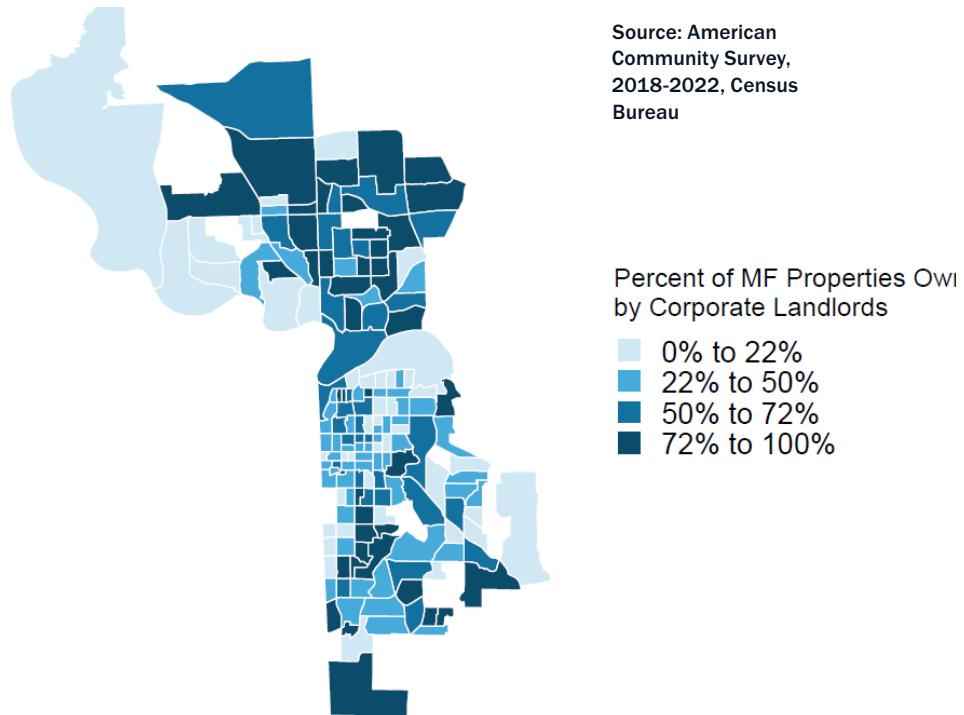 Source: American
Community Survey,
2018-2022, Census
Bureau
Percent of MF Properties Ow
by Corporate Landlords
0% to 22%
22% to 50%
50% to 72%
72% to 100%